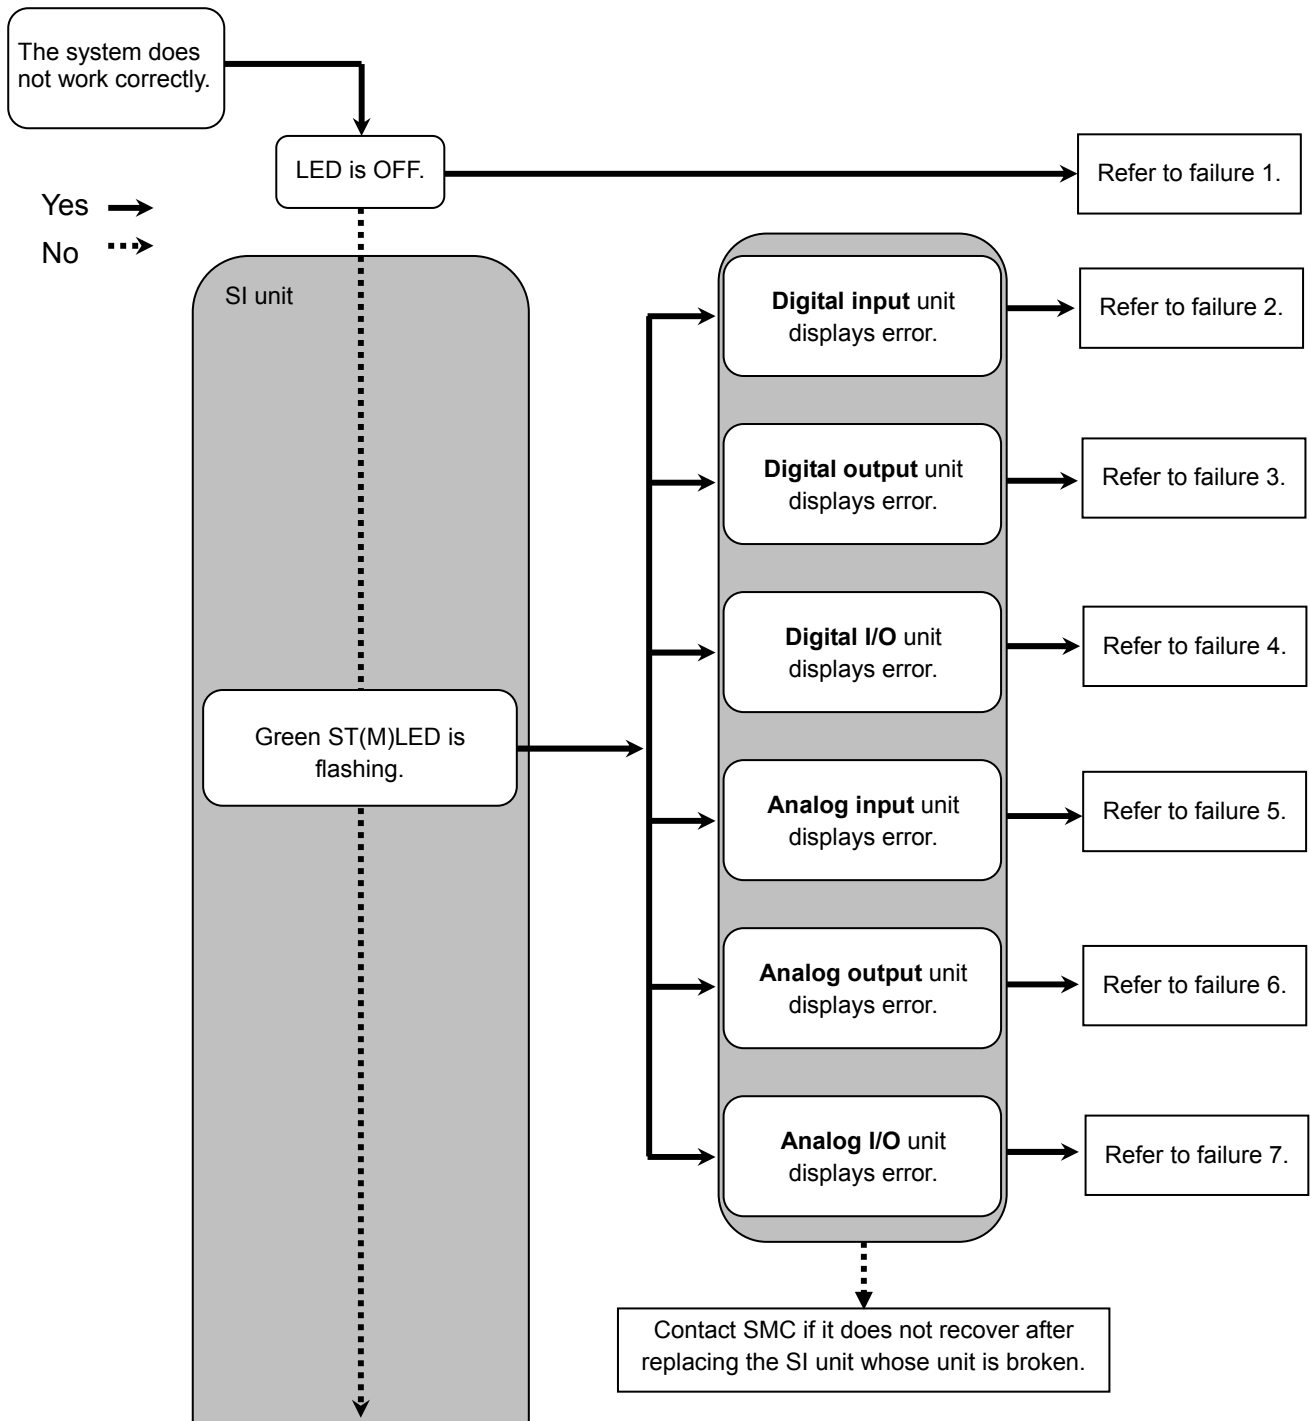 The system does
not work correctly.
LED is OFF.
Refer to failure 1.
Yes
No
SI unit
Digital input unit
displays error.
Refer to failure 2.
Digital output unit
displays error.
Refer to failure 3.
Digital I/O unit
displays error.
Refer to failure 4.
Green ST(M)LED is
flashing.
Analog input unit
displays error.
Refer to failure 5.
Analog output unit
displays error.
Refer to failure 6.
Analog I/O unit
displays error.
Refer to failure 7.
Contact SMC if it does not recover after
replacing the SI unit whose unit is broken.